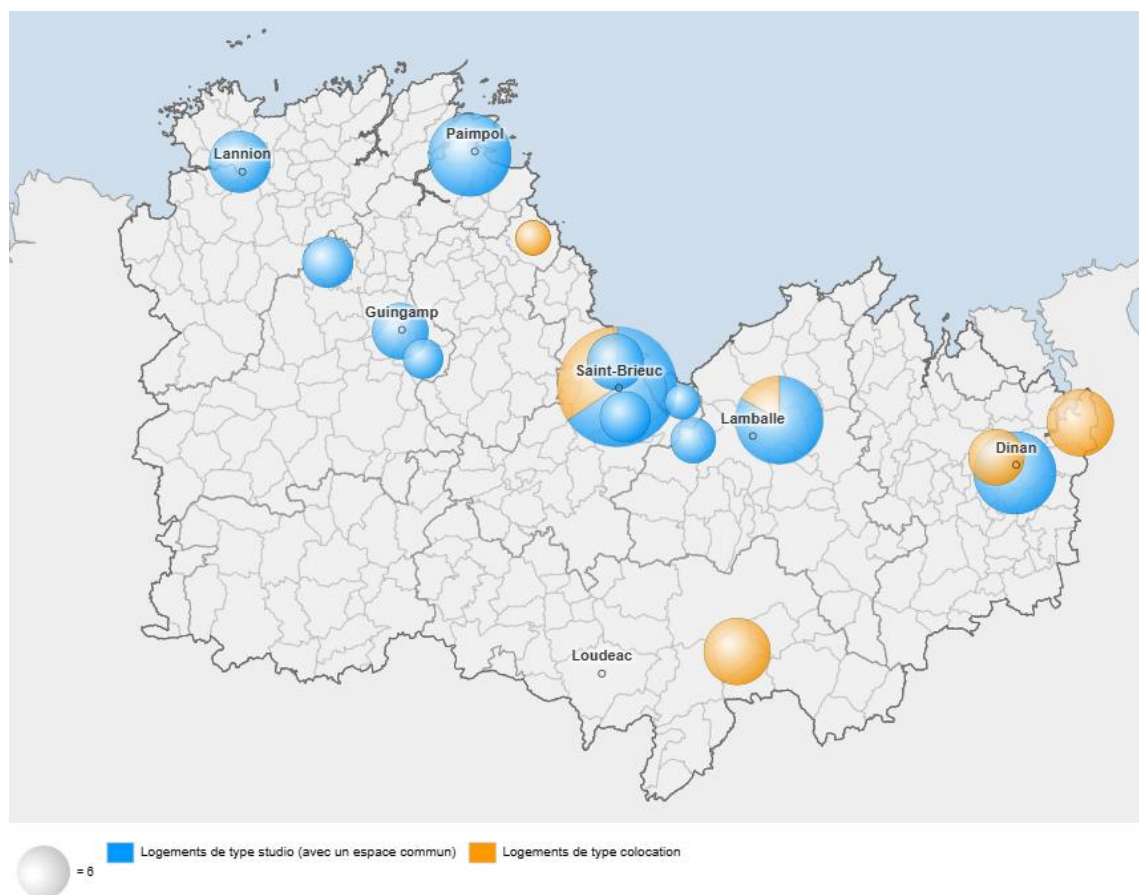 Paimpol
Lannion
Guingamp
Saint-Brieuc
Lamballe
Dinan
Loudeac
= 6 Logements de type studio (avec un espace commun) Logements de type colocation